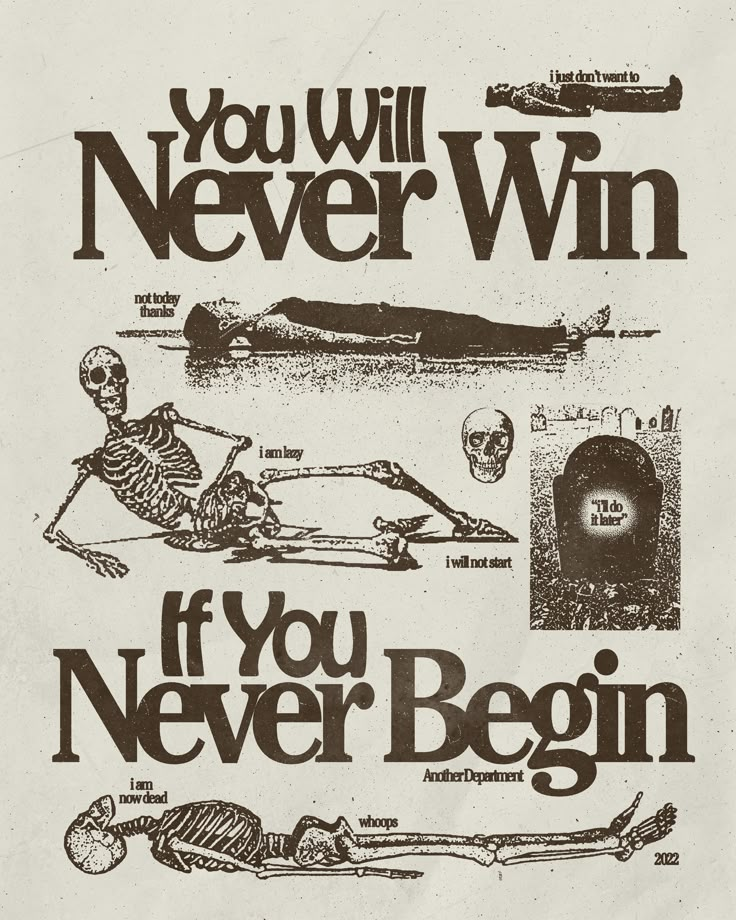 i just don't want to
You Will
Never Win
not today
thanks
i am lazy
"i'll do
it later"
i will not start
If You
Never Begin
Another Department
i am
now dead
whoops
2022